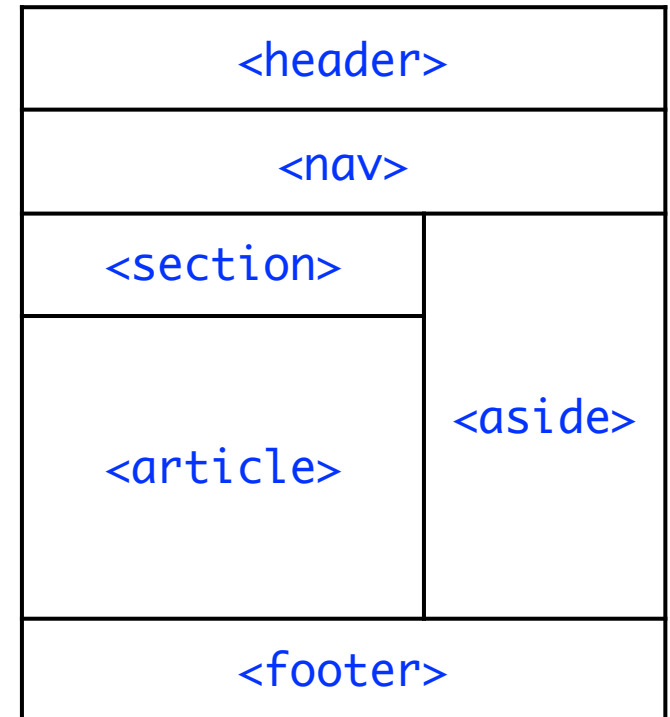 <header>
<nav>
<section>
<article>
<aside>
<footer>